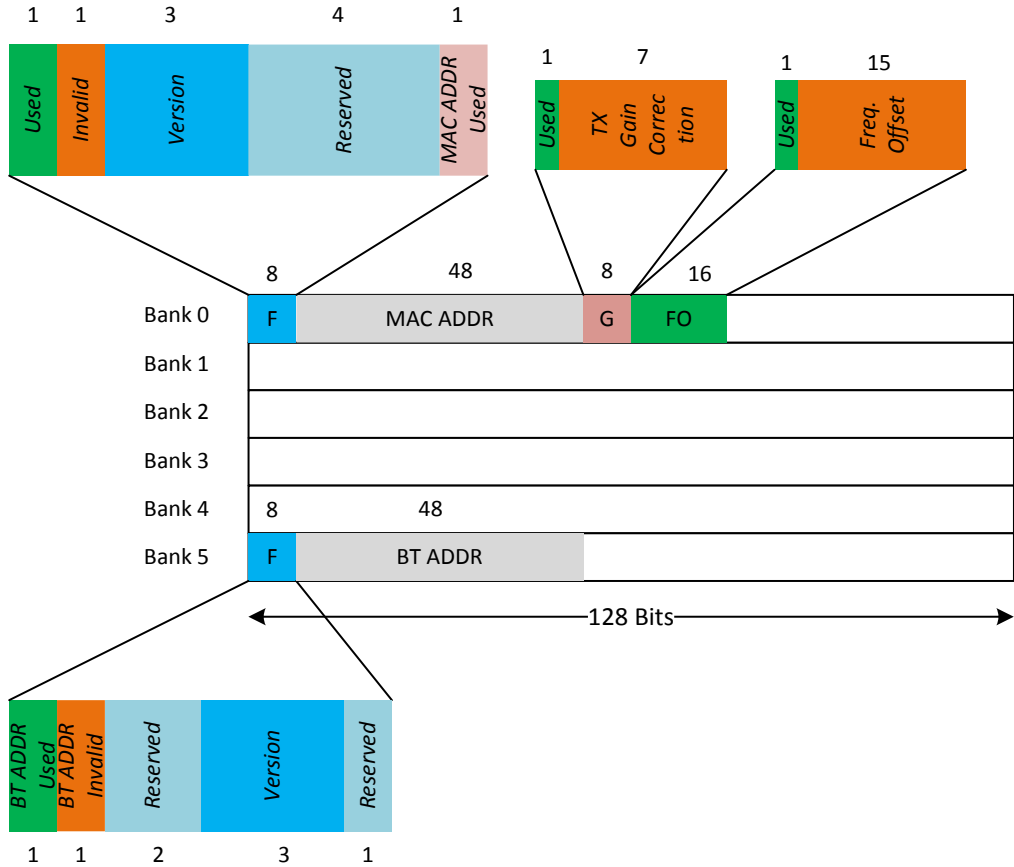 1 1 3 4 1
Used
Invalid
Version
Reserved
MAC ADDR
Used
1 7
Used
TX
Gain
Correc
tion
1 15
Used
Freq.
Offset
8 48 8 16
Bank 0 F MAC ADDR G FO
Bank 1
Bank 2
Bank 3
Bank 4 8 48
Bank 5 F BT ADDR
128 Bits
BT ADDR
Used
BT ADDR
Invalid
Reserved
Version
Reserved
1 1 2 3 1